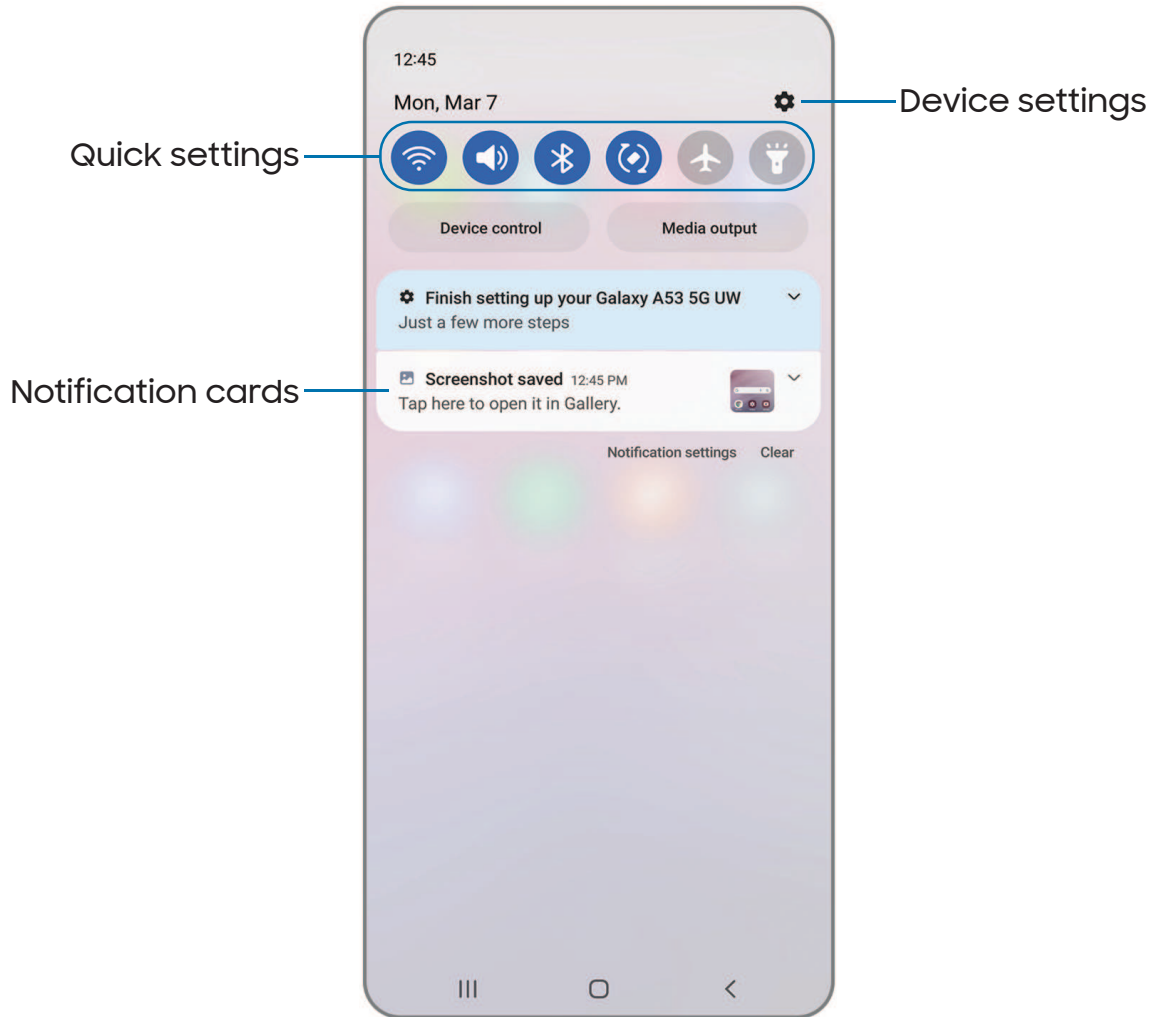 12:45
Mon, Mar 7
Device settings
Quick settings
Device control
Media output
Finish setting up your Galaxy A53 5G UW
Just a few more steps
Notification cards
Screenshot saved 12:45 PM
Tap here to open it in Gallery.
Notification settings Clear